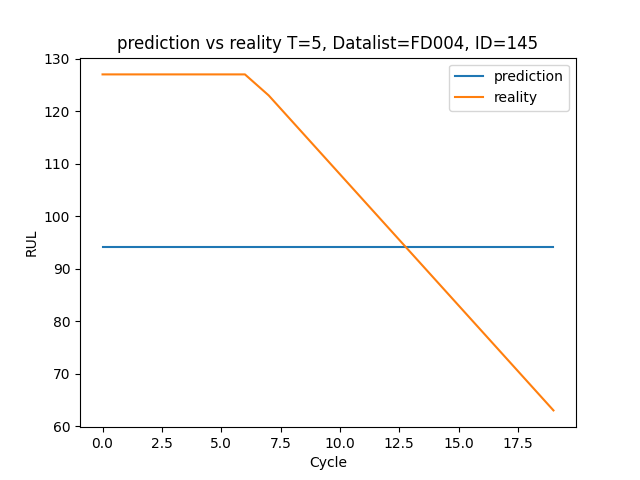 prediction vs reality T=5, Datalist=FD004, ID=145
130
120
110
100
90
80
70
60
RUL
prediction
reality
0.0 2.5 5.0 7.5 10.0 12.5 15.0 17.5
Cycle